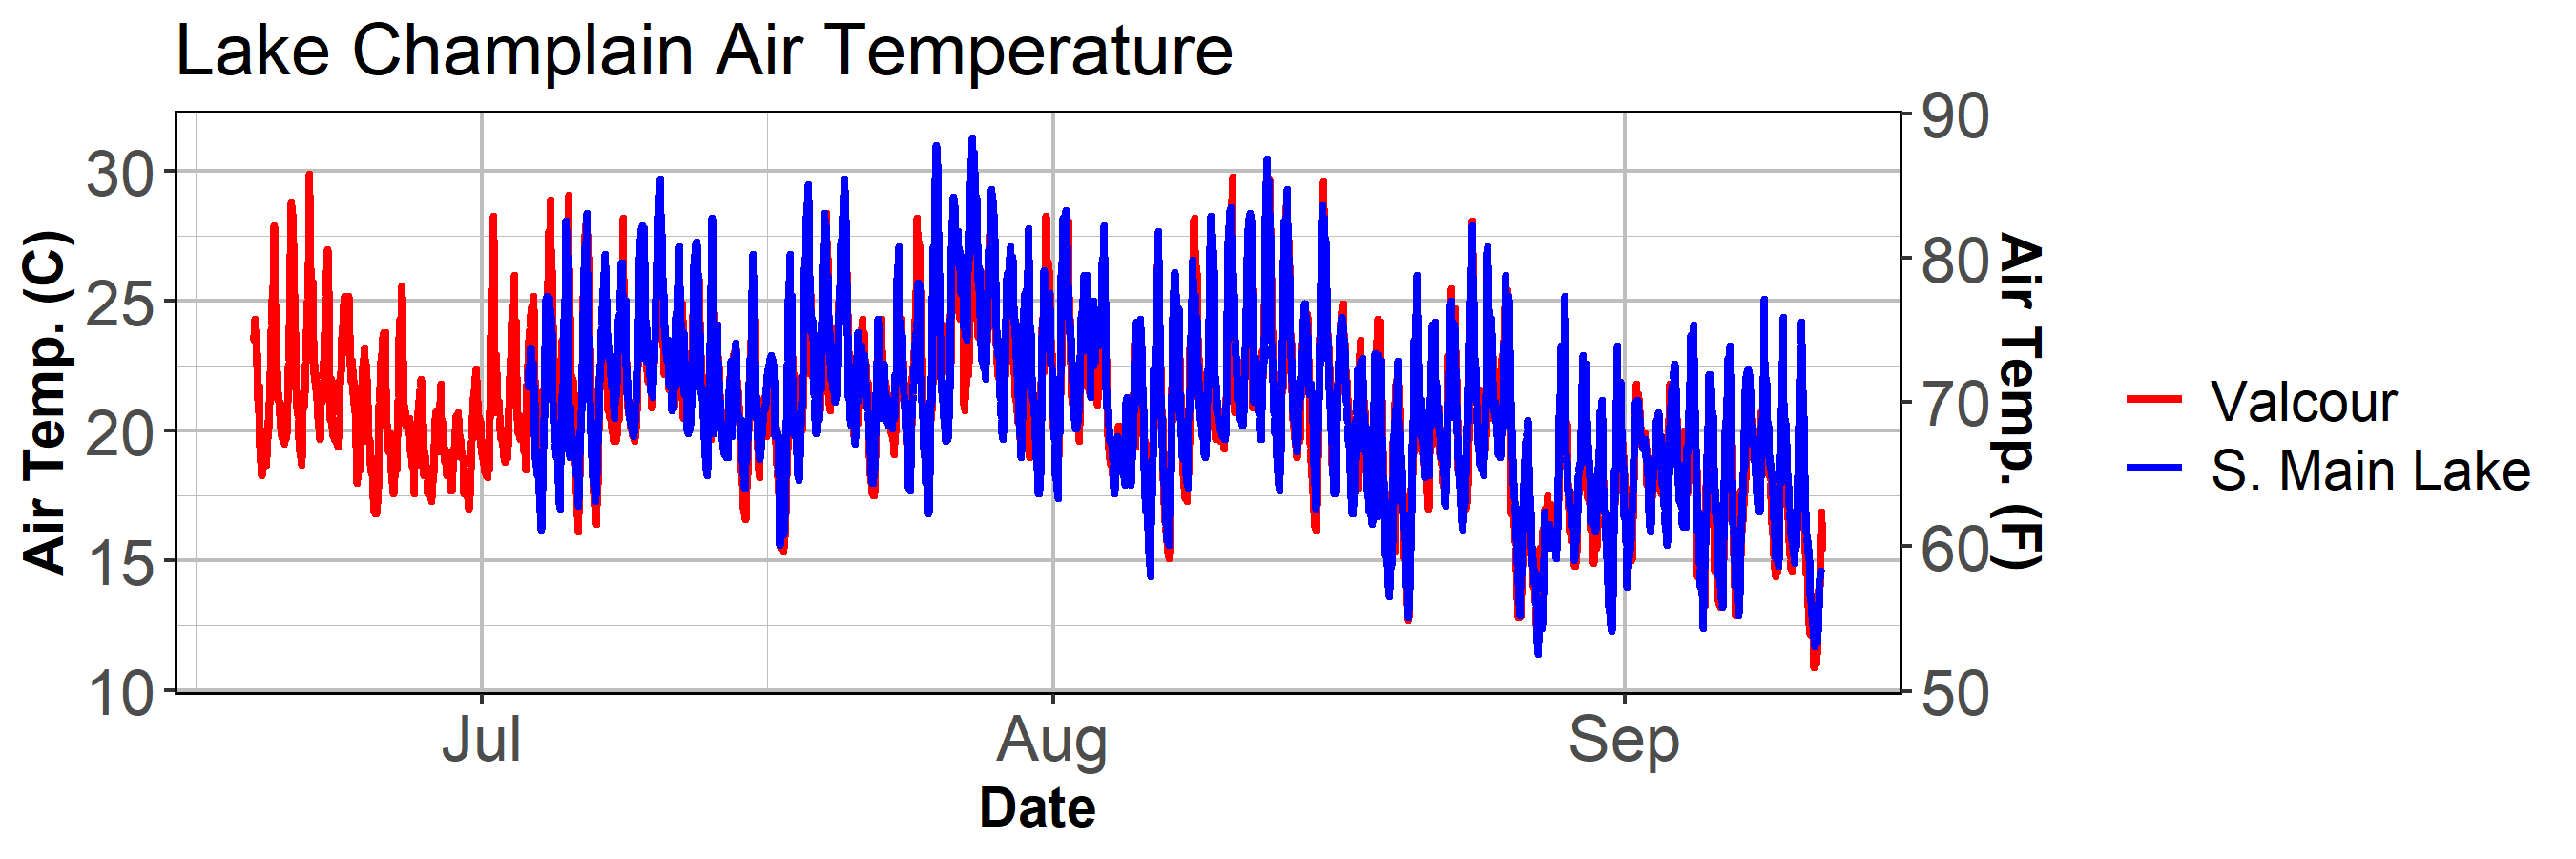 Lake Champlain Air Temperature
Air Temp. (C)
30
25
20
15
10
90
80
70
60
50
Air Temp. (F)
Jul
Aug
Sep
Date
Valcour
S. Main Lake